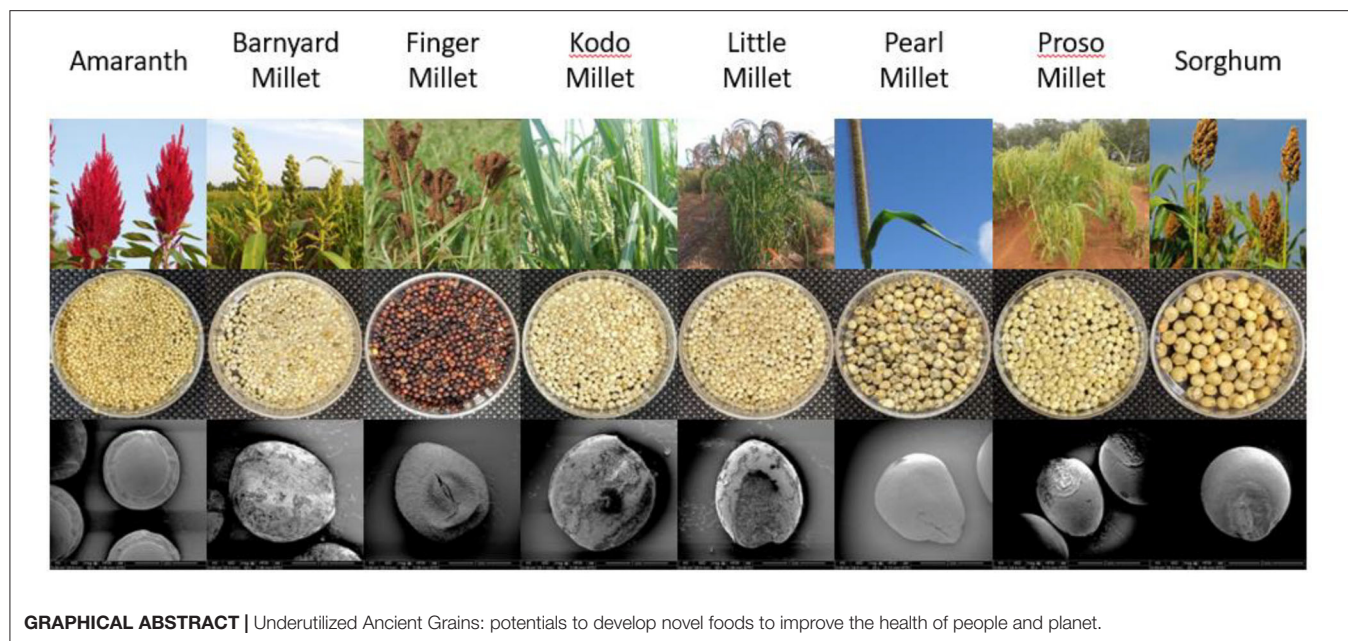 Amaranth
Barnyard
Millet
Finger
Millet
Kodo
Millet
Little
Millet
Pearl
Millet
Proso
Millet
Sorghum
GRAPHICAL ABSTRACT | Underutilized Ancient Grains: potentials to develop novel foods to improve the health of people and planet.